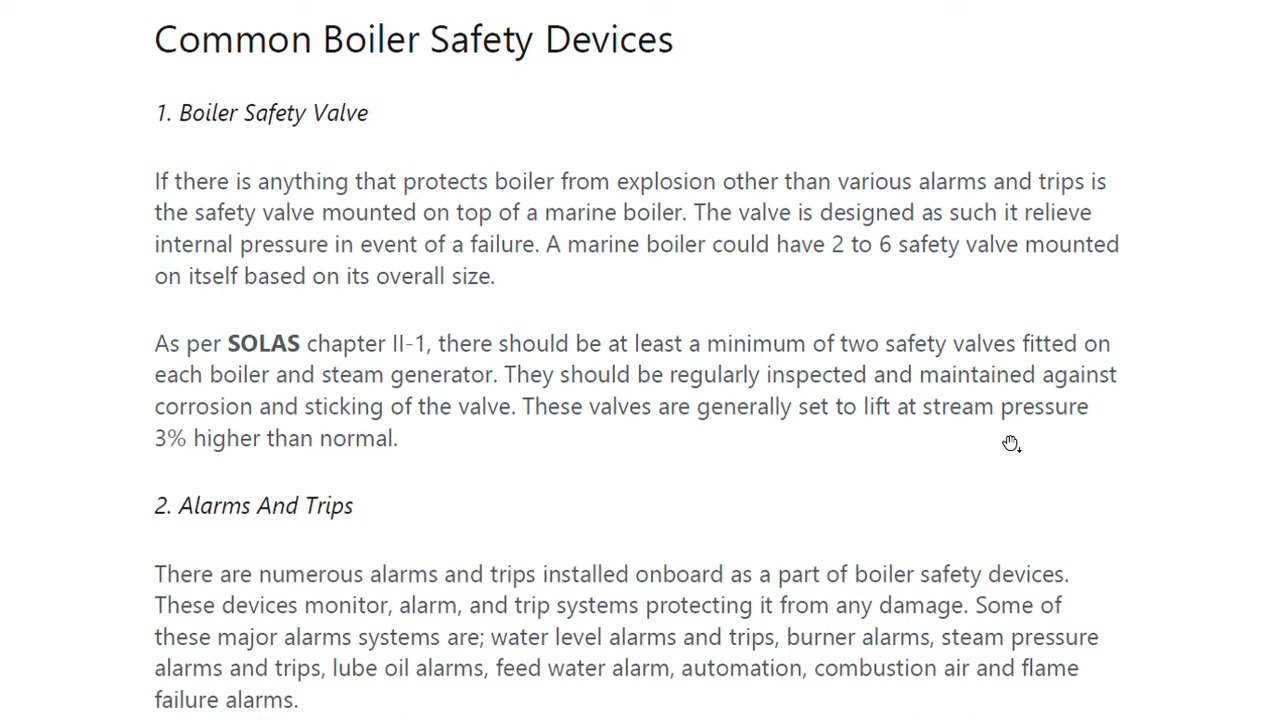 Common Boiler Safety Devices
1. Boiler Safety Valve
If there is anything that protects boiler from explosion other than various alarms and trips is
the safety valve mounted on top of a marine boiler. The valve is designed as such it relieve
internal pressure in event of a failure. A marine boiler could have 2 to 6 safety valve mounted
on itself based on its overall size.
As per SOLAS chapter II-1, there should be at least a minimum of two safety valves fitted on
each boiler and steam generator. They should be regularly inspected and maintained against
corrosion and sticking of the valve. These valves are generally set to lift at stream pressure
3% higher than normal.
2. Alarms And Trips
There are numerous alarms and trips installed onboard as a part of boiler safety devices.
These devices monitor, alarm, and trip systems protecting it from any damage. Some of
these major alarms systems are; water level alarms and trips, burner alarms, steam pressure
alarms and trips, lube oil alarms, feed water alarm, automation, combustion air and flame
failure alarms.